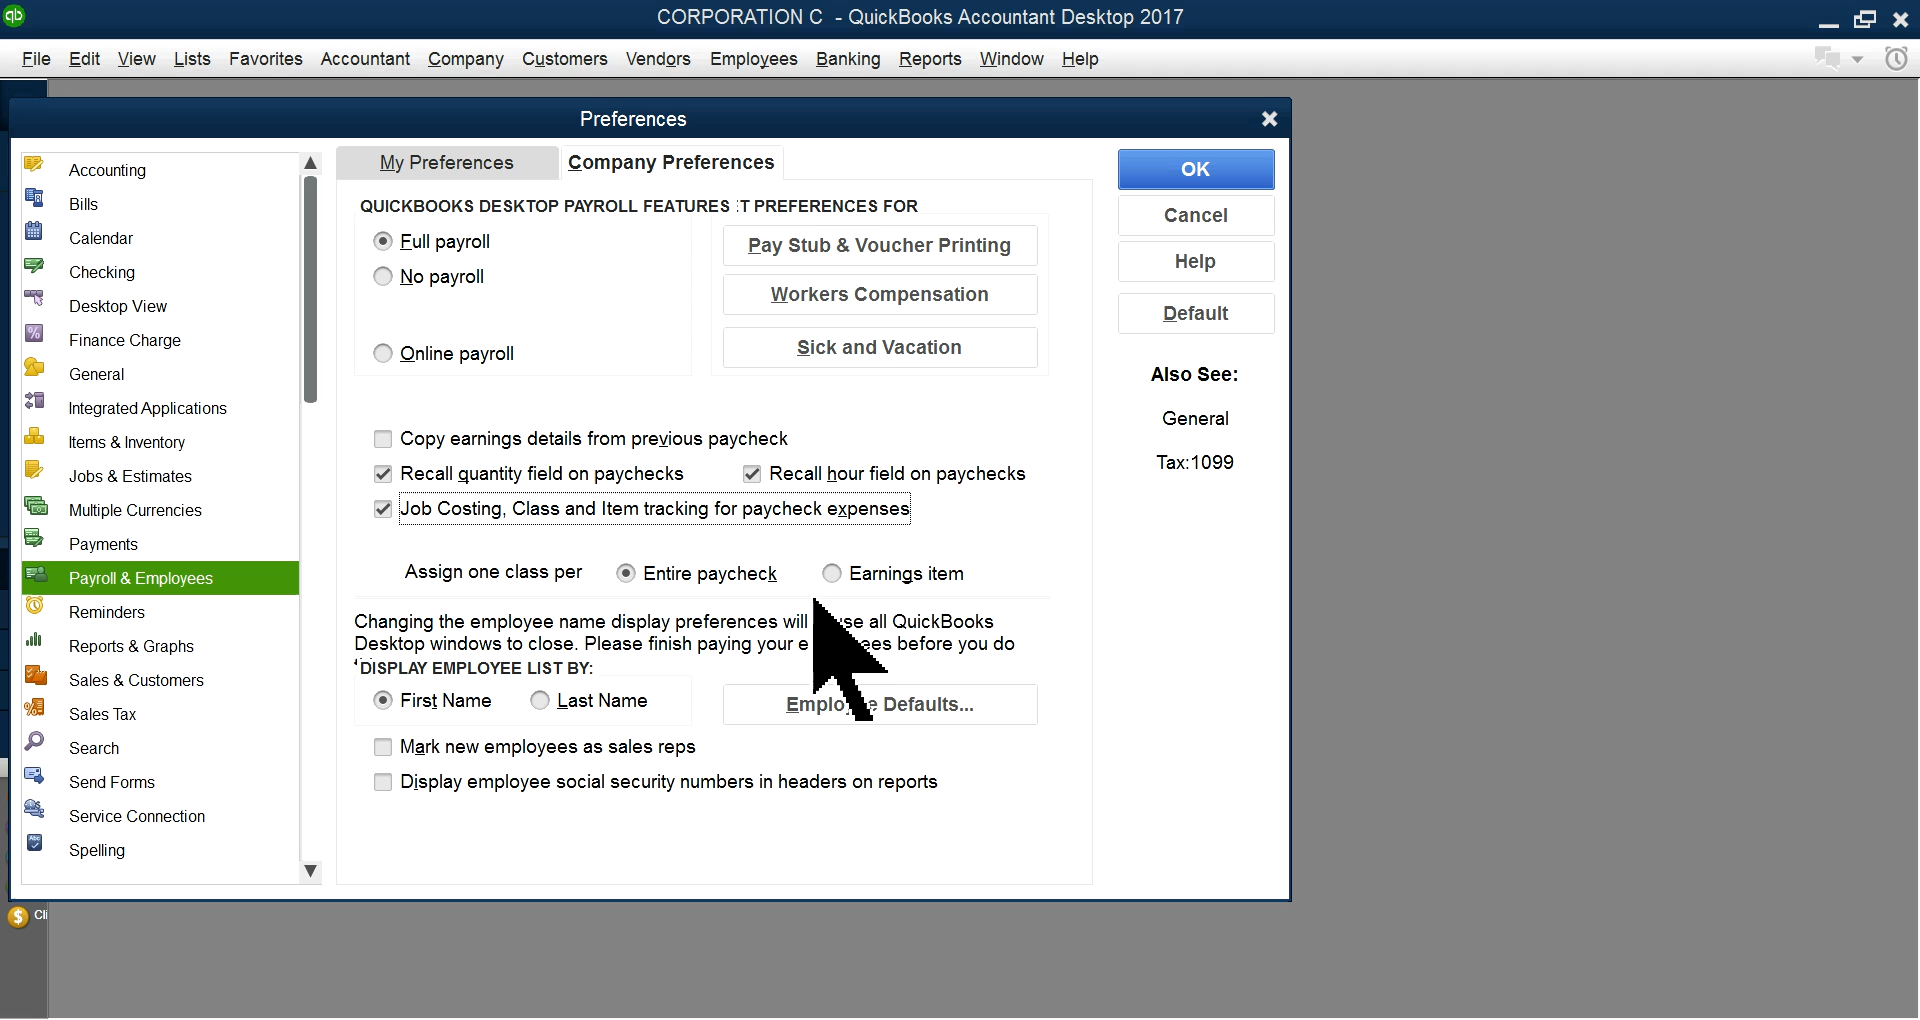 CORPORATION C - QuickBooks Accountant Desktop 2017
File Edit View Lists Favorites Accountant Company Customers Vendors Employees Banking Reports Window Help
Preferences
Accounting
Bills
Calendar
Checking
Desktop View
Finance Charge
General
Integrated Applications
Items & Inventory
Jobs & Estimates
Multiple Currencies
Payments
Payroll & Employees
Reminders
Reports & Graphs
Sales & Customers
Sales Tax
Search
Send Forms
Service Connection
Spelling
My Preferences
Company Preferences
QUICKBOOKS DESKTOP PAYROLL FEATURES
T PREFERENCES FOR
Full payroll
No payroll
Online payroll
Pay Stub & Voucher Printing
Workers Compensation
Sick and Vacation
Copy earnings details from previous paycheck
Recall quantity field on paychecks
Recall hour field on paychecks
Job Costing, Class and Item tracking for paycheck expenses
Assign one class per
Entire paycheck
Earnings item
Changing the employee name display preferences will all QuickBooks
Desktop windows to close. Please finish paying your before you do
DISPLAY EMPLOYEE LIST BY:
First Name
Last Name
Defaults...
Mark new employees as sales reps
Display employee social security numbers in headers on reports
OK
Cancel
Help
Default
Also See:
General
Tax:1099
qb
Cli